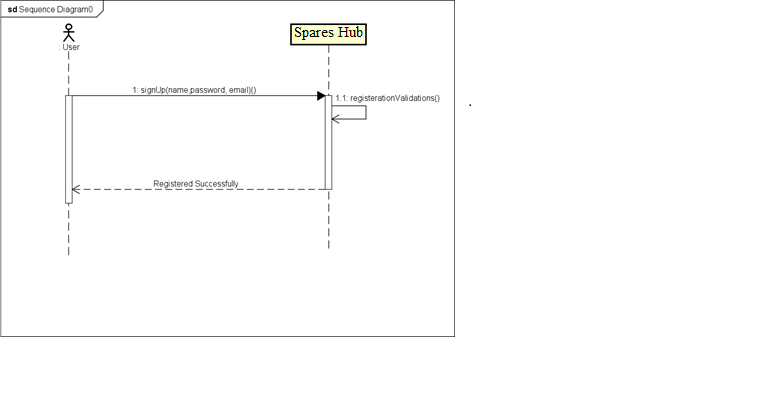 sd Sequence Diagram0
: User
Spares Hub
1: signUp(name,password, email)()
1.1: registerationValidations()
.
Registered Successfully